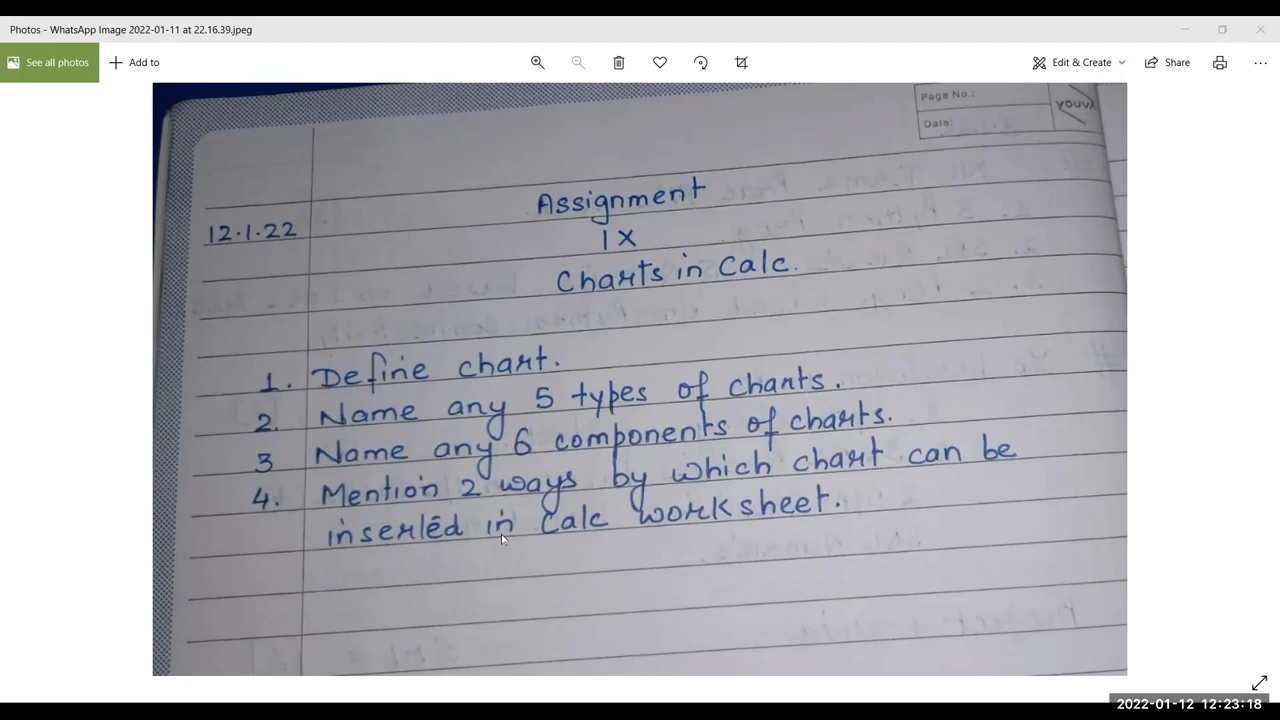 Photos - WhatsApp Image 2022-01-11 at 22.16.39.jpeg
See all photos
Add to
Edit & Create
Share
Page No.:
Date:
YOUVA
Assignment
12.1.22
IX
Charts in Calc.
1. Define chart.
2. Name any 5 types of charts.
3 Name any 6 components of charts.
4. Mention 2 ways by which chart can be
inserted in Calc worksheet.
2022-01-12 12:23:18